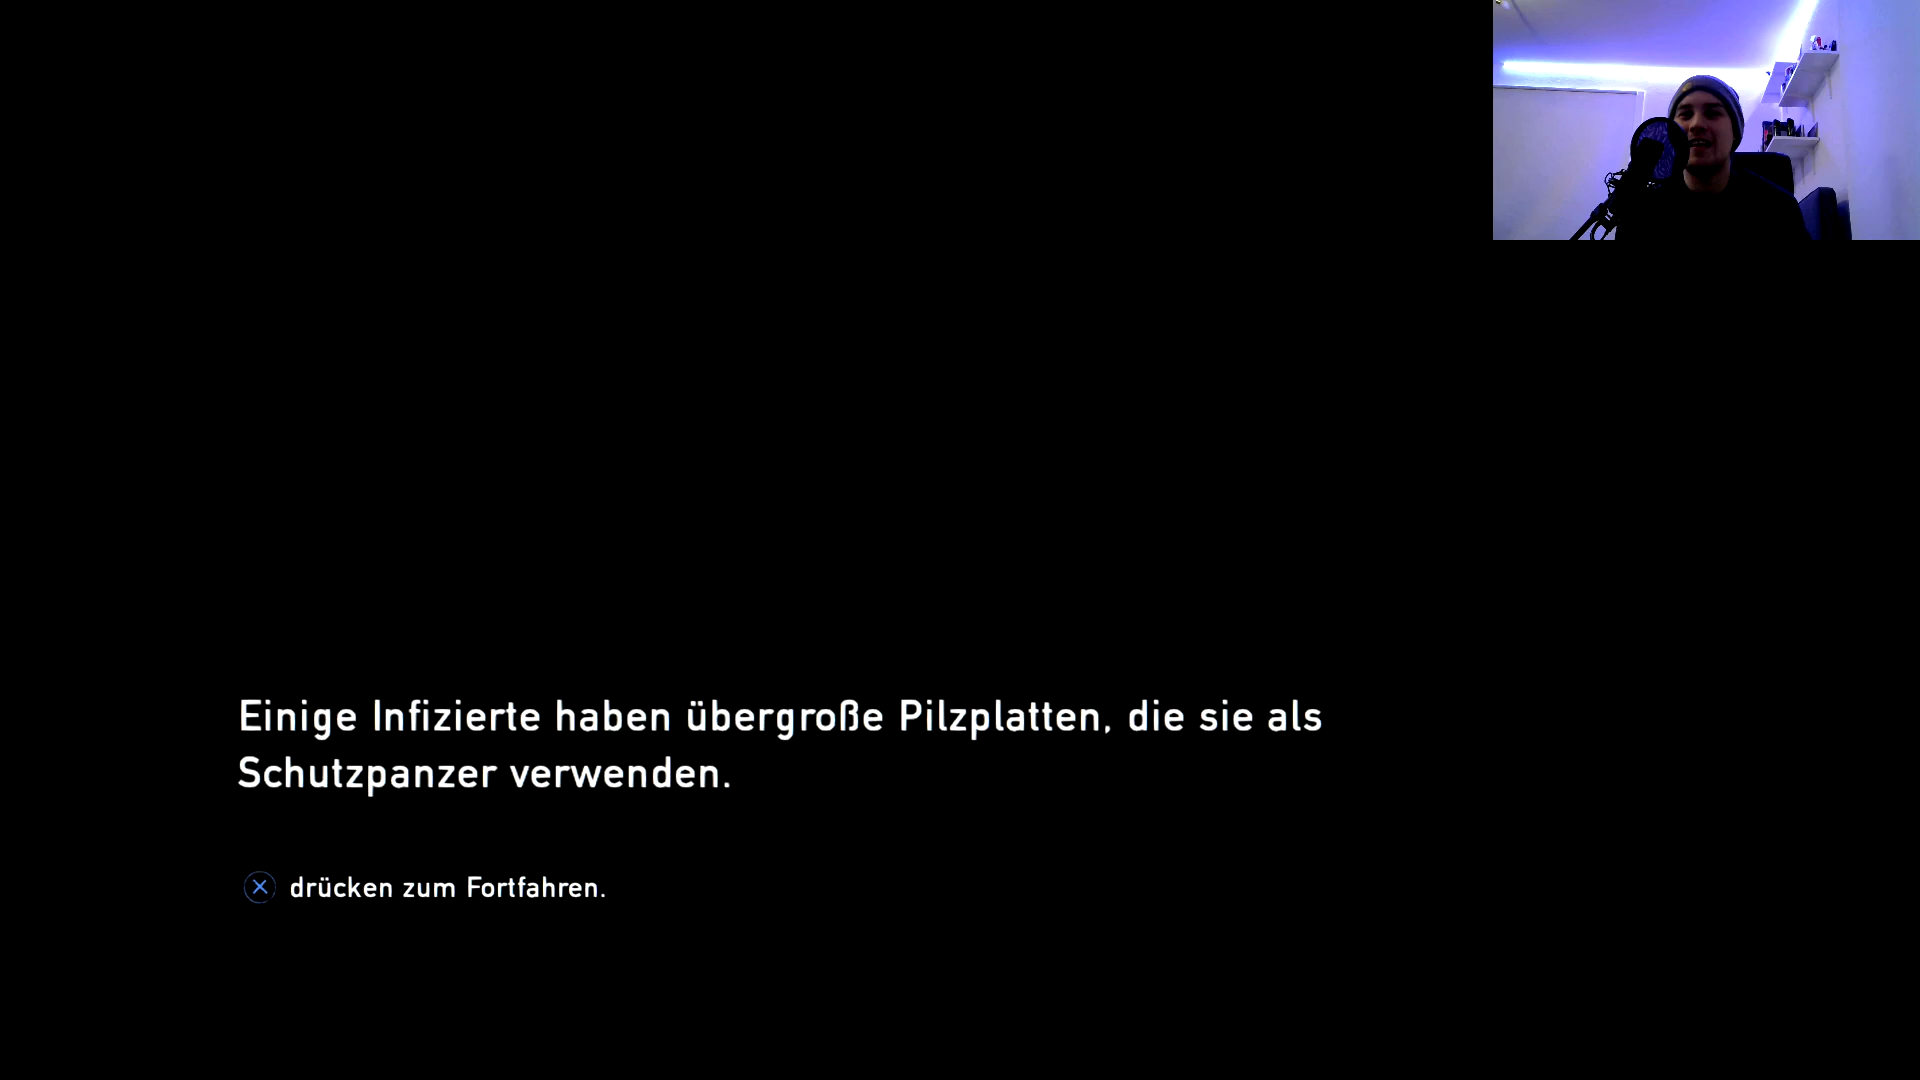 Einige Infizierte haben übergroße Pilzplatten, die sie als
Schutzpanzer verwenden.
drücken zum Fortfahren.